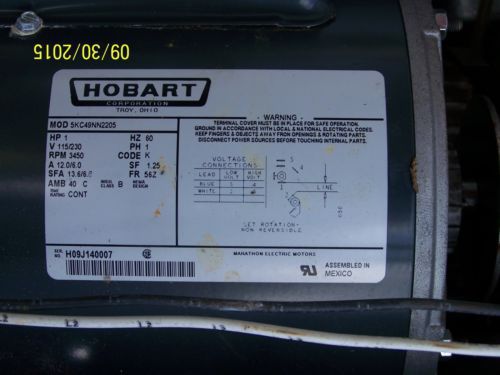 09/30/2015
HOBART
CORPORATION
TROY, OHIO
MOD 5KC49NN2205
HP 1 HZ 60
V 115/230 PH 1
RPM 3450 CODE K
A 12.0/6.0 SF 1.25
SFA 13.6/6.8 FR 56Z
AMB 40 C INSUL CLASS B NEMA DESIGN
TIME RATING CONT
SER. NO. H09J140007
- WARNING -
TERMINAL COVER MUST BE IN PLACE FOR SAFE OPERATION.
GROUND IN ACCORDANCE WITH LOCAL & NATIONAL ELECTRICAL CODES.
KEEP FINGERS & OBJECTS AWAY FROM OPENINGS & ROTATING PARTS.
DISCONNECT POWER SOURCES BEFORE TOUCHING INTERNAL PARTS.
VOLTAGE
CONNECTIONS
LEAD LOW VOLT HIGH VOLT
BLUE 5 4
WHITE
LINE
SET ROTATION-
NON REVERSIBLE
MARATHON ELECTRIC MOTORS
ASSEMBLED IN
MEXICO
L2 L2 L2